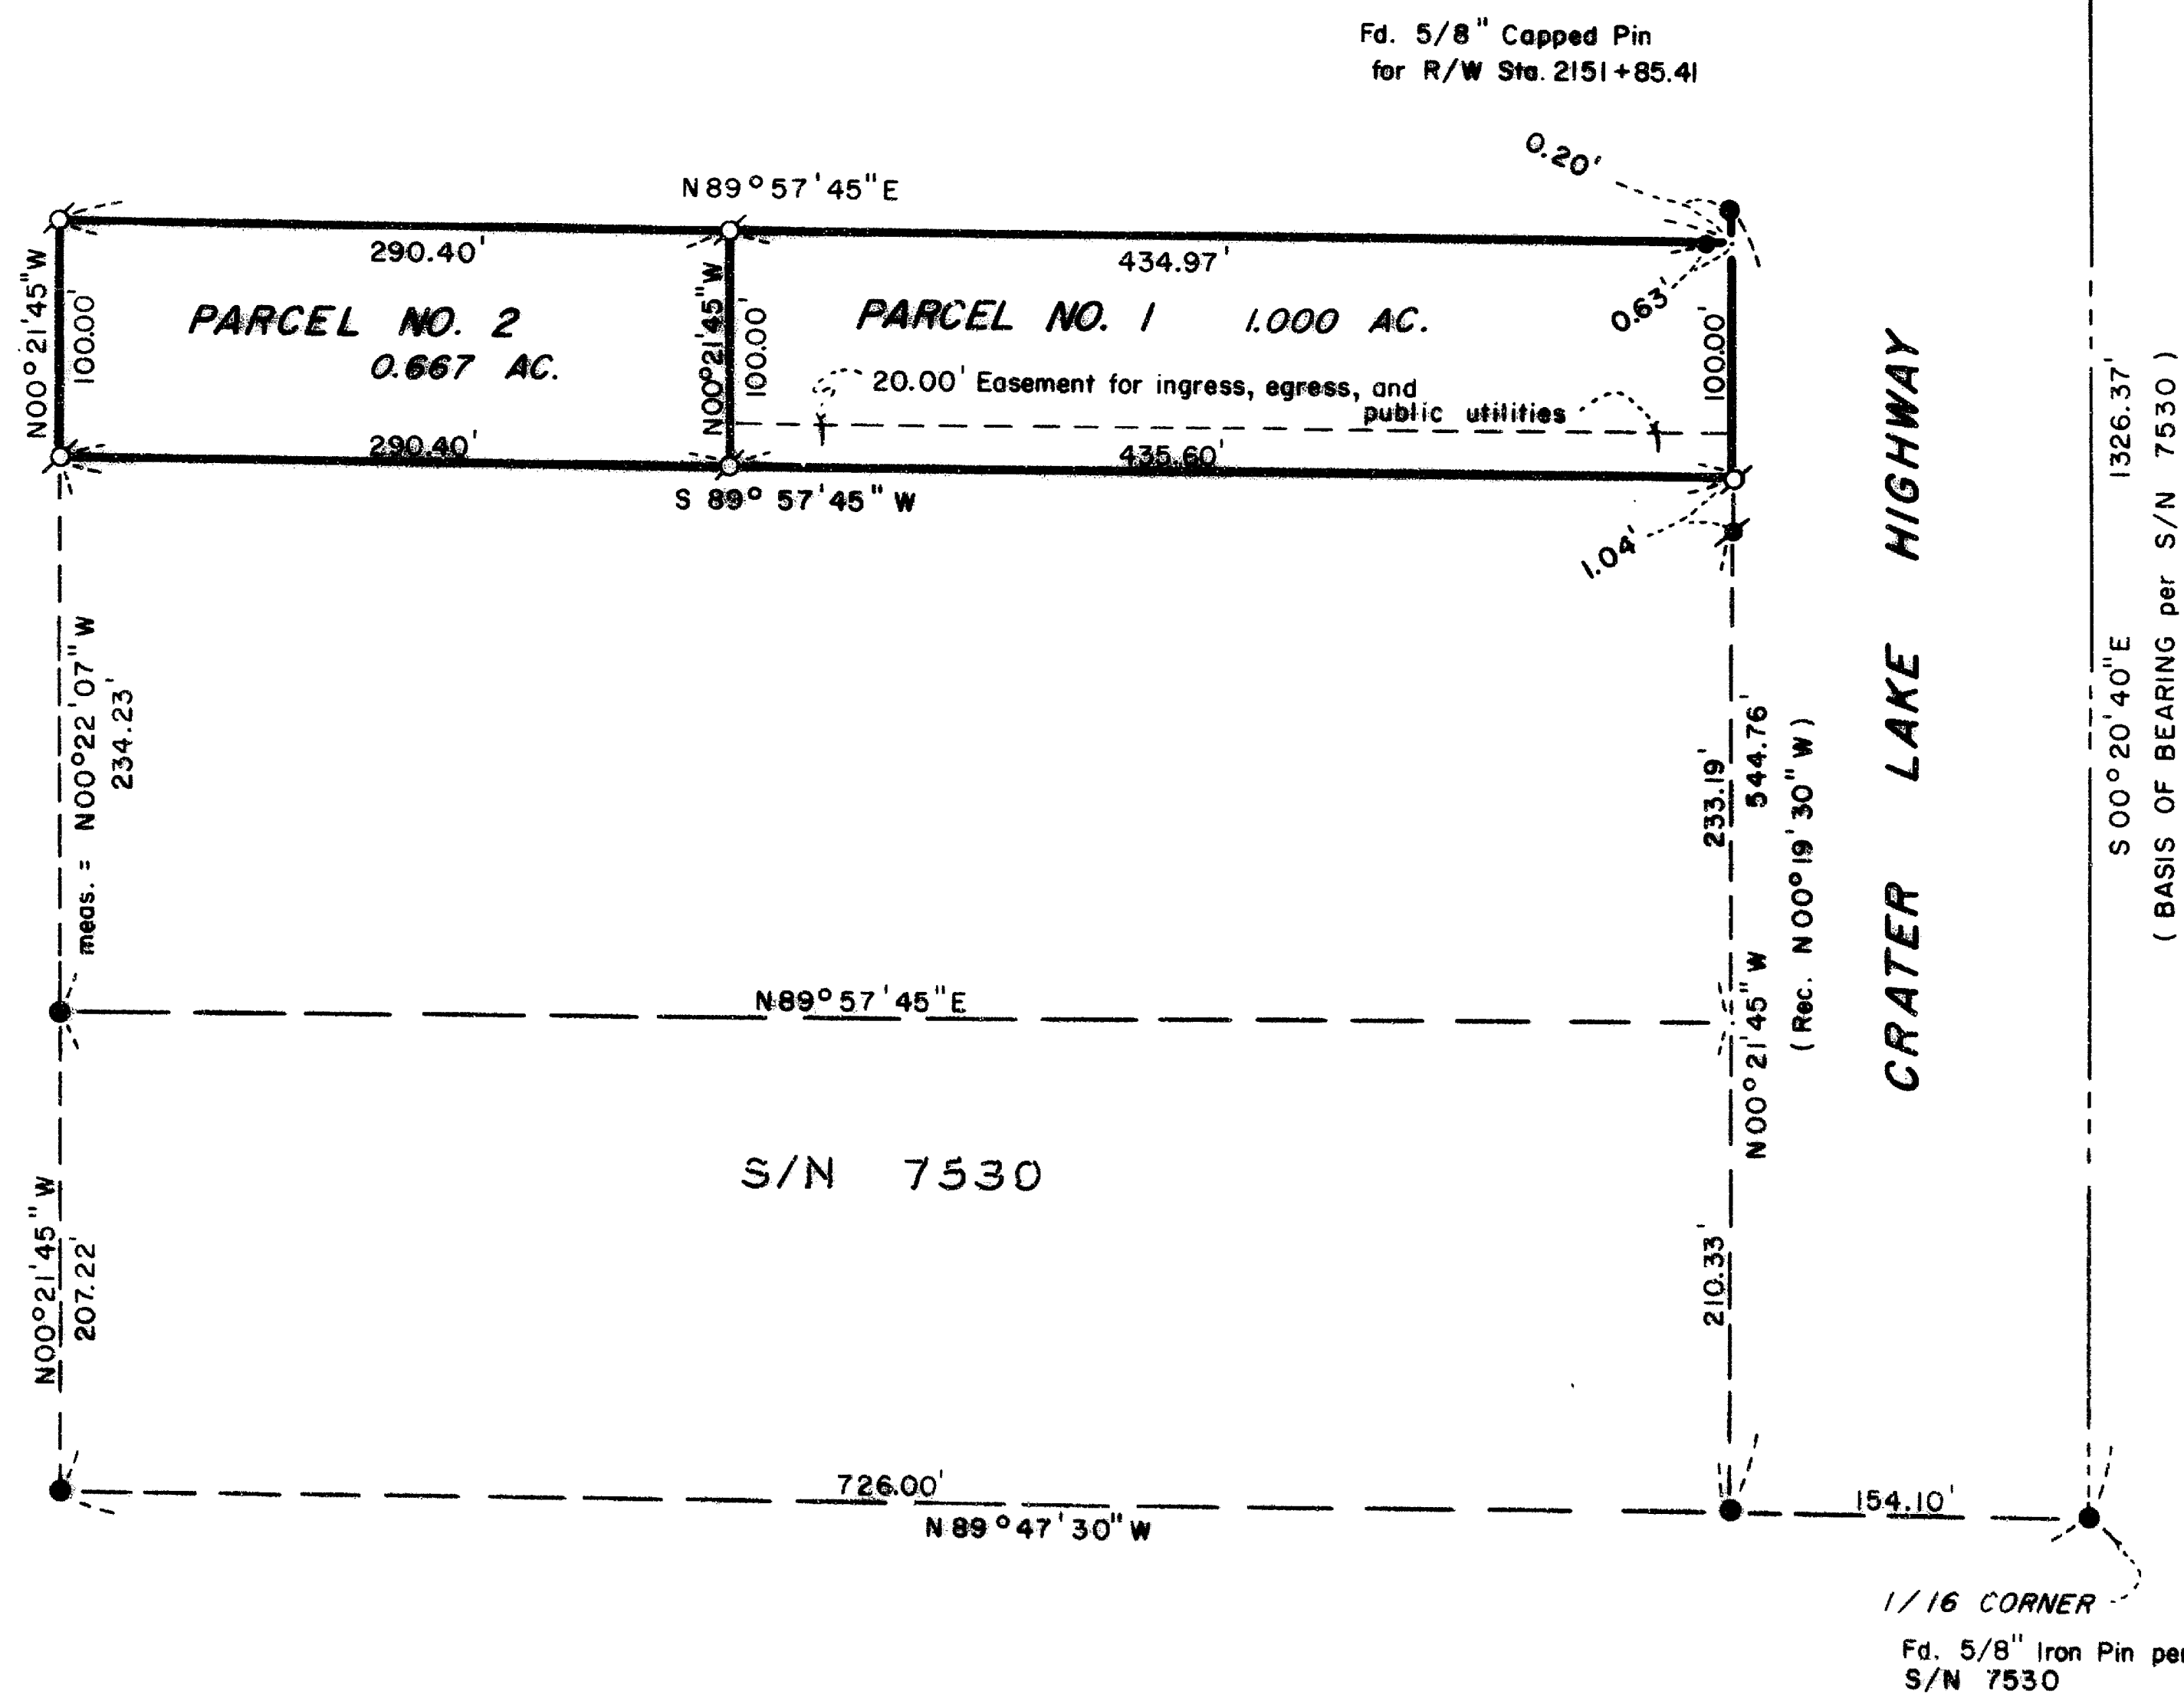 Fd. 5/8" Capped Pin
for R/W Sta. 2151+85.41
0.20'
N89°57'45"E
290.40'
434.97'
0.63'
N00°21'45"W
100.00'
PARCEL NO. 2
0.667 AC.
N00°21'45"W
100.00'
PARCEL NO. 1 1.000 AC.
100.00'
20.00' Easement for ingress, egress, and
public utilities
290.40'
435.60'
S 89° 57'45" W
1.04'
CRATER LAKE HIGHWAY
1326.37'
S00°20'40"E
( BASIS OF BEARING per S/N 7530 )
meas. = N00°22'07"W
234.23'
233.19'
544.76'
N00°21'45"W
( Rec. N00°19'30"W )
N89°57'45"E
S/N 7530
N00°21'45"W
207.22'
210.33'
726.00'
N89°47'30"W
154.10'
1/16 CORNER
Fd. 5/8" Iron Pin per
S/N 7530